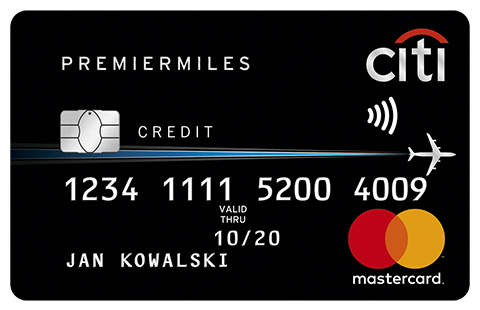 PREMIERMILES
citi
CREDIT
1234 1111 5200 4009
VALID
THRU
10/20
JAN KOWALSKI
mastercard.